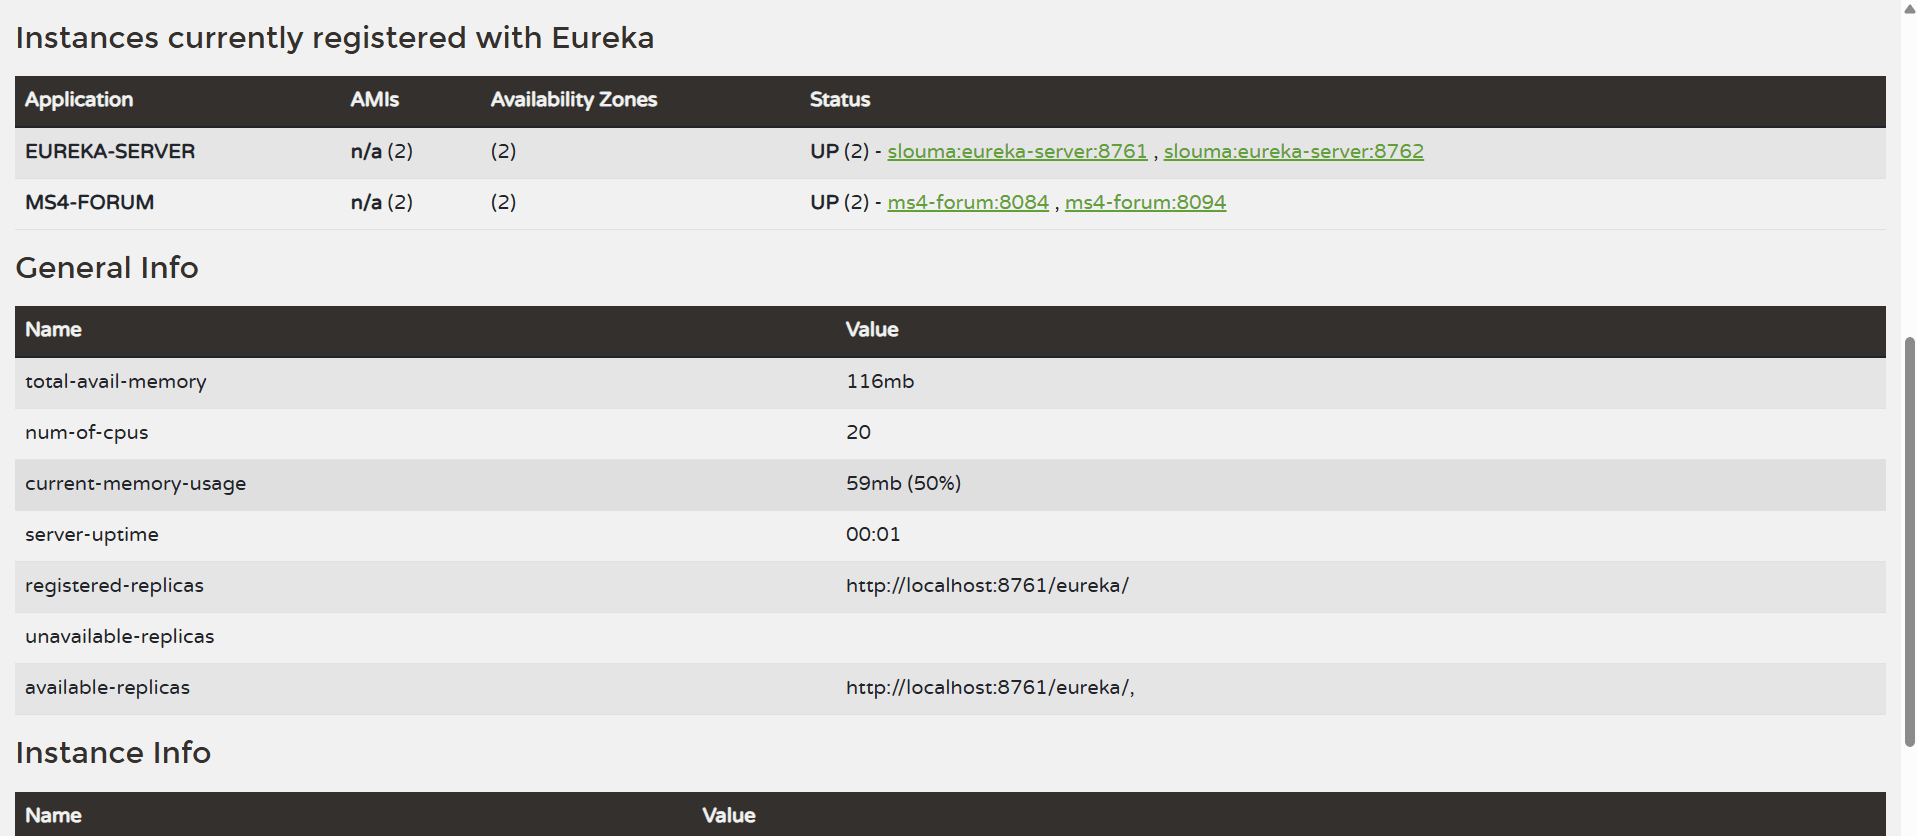 Instances currently registered with Eureka
Application AMIs Availability Zones Status
EUREKA-SERVER n/a (2) (2) UP (2) - slouma:eureka-server:8761 , slouma:eureka-server:8762
MS4-FORUM n/a (2) (2) UP (2) - ms4-forum:8084 , ms4-forum:8094
General Info
Name Value
total-avail-memory 116mb
num-of-cpus 20
current-memory-usage 59mb (50%)
server-uptime 00:01
registered-replicas http://localhost:8761/eureka/
unavailable-replicas
available-replicas http://localhost:8761/eureka/,
Instance Info
Name Value